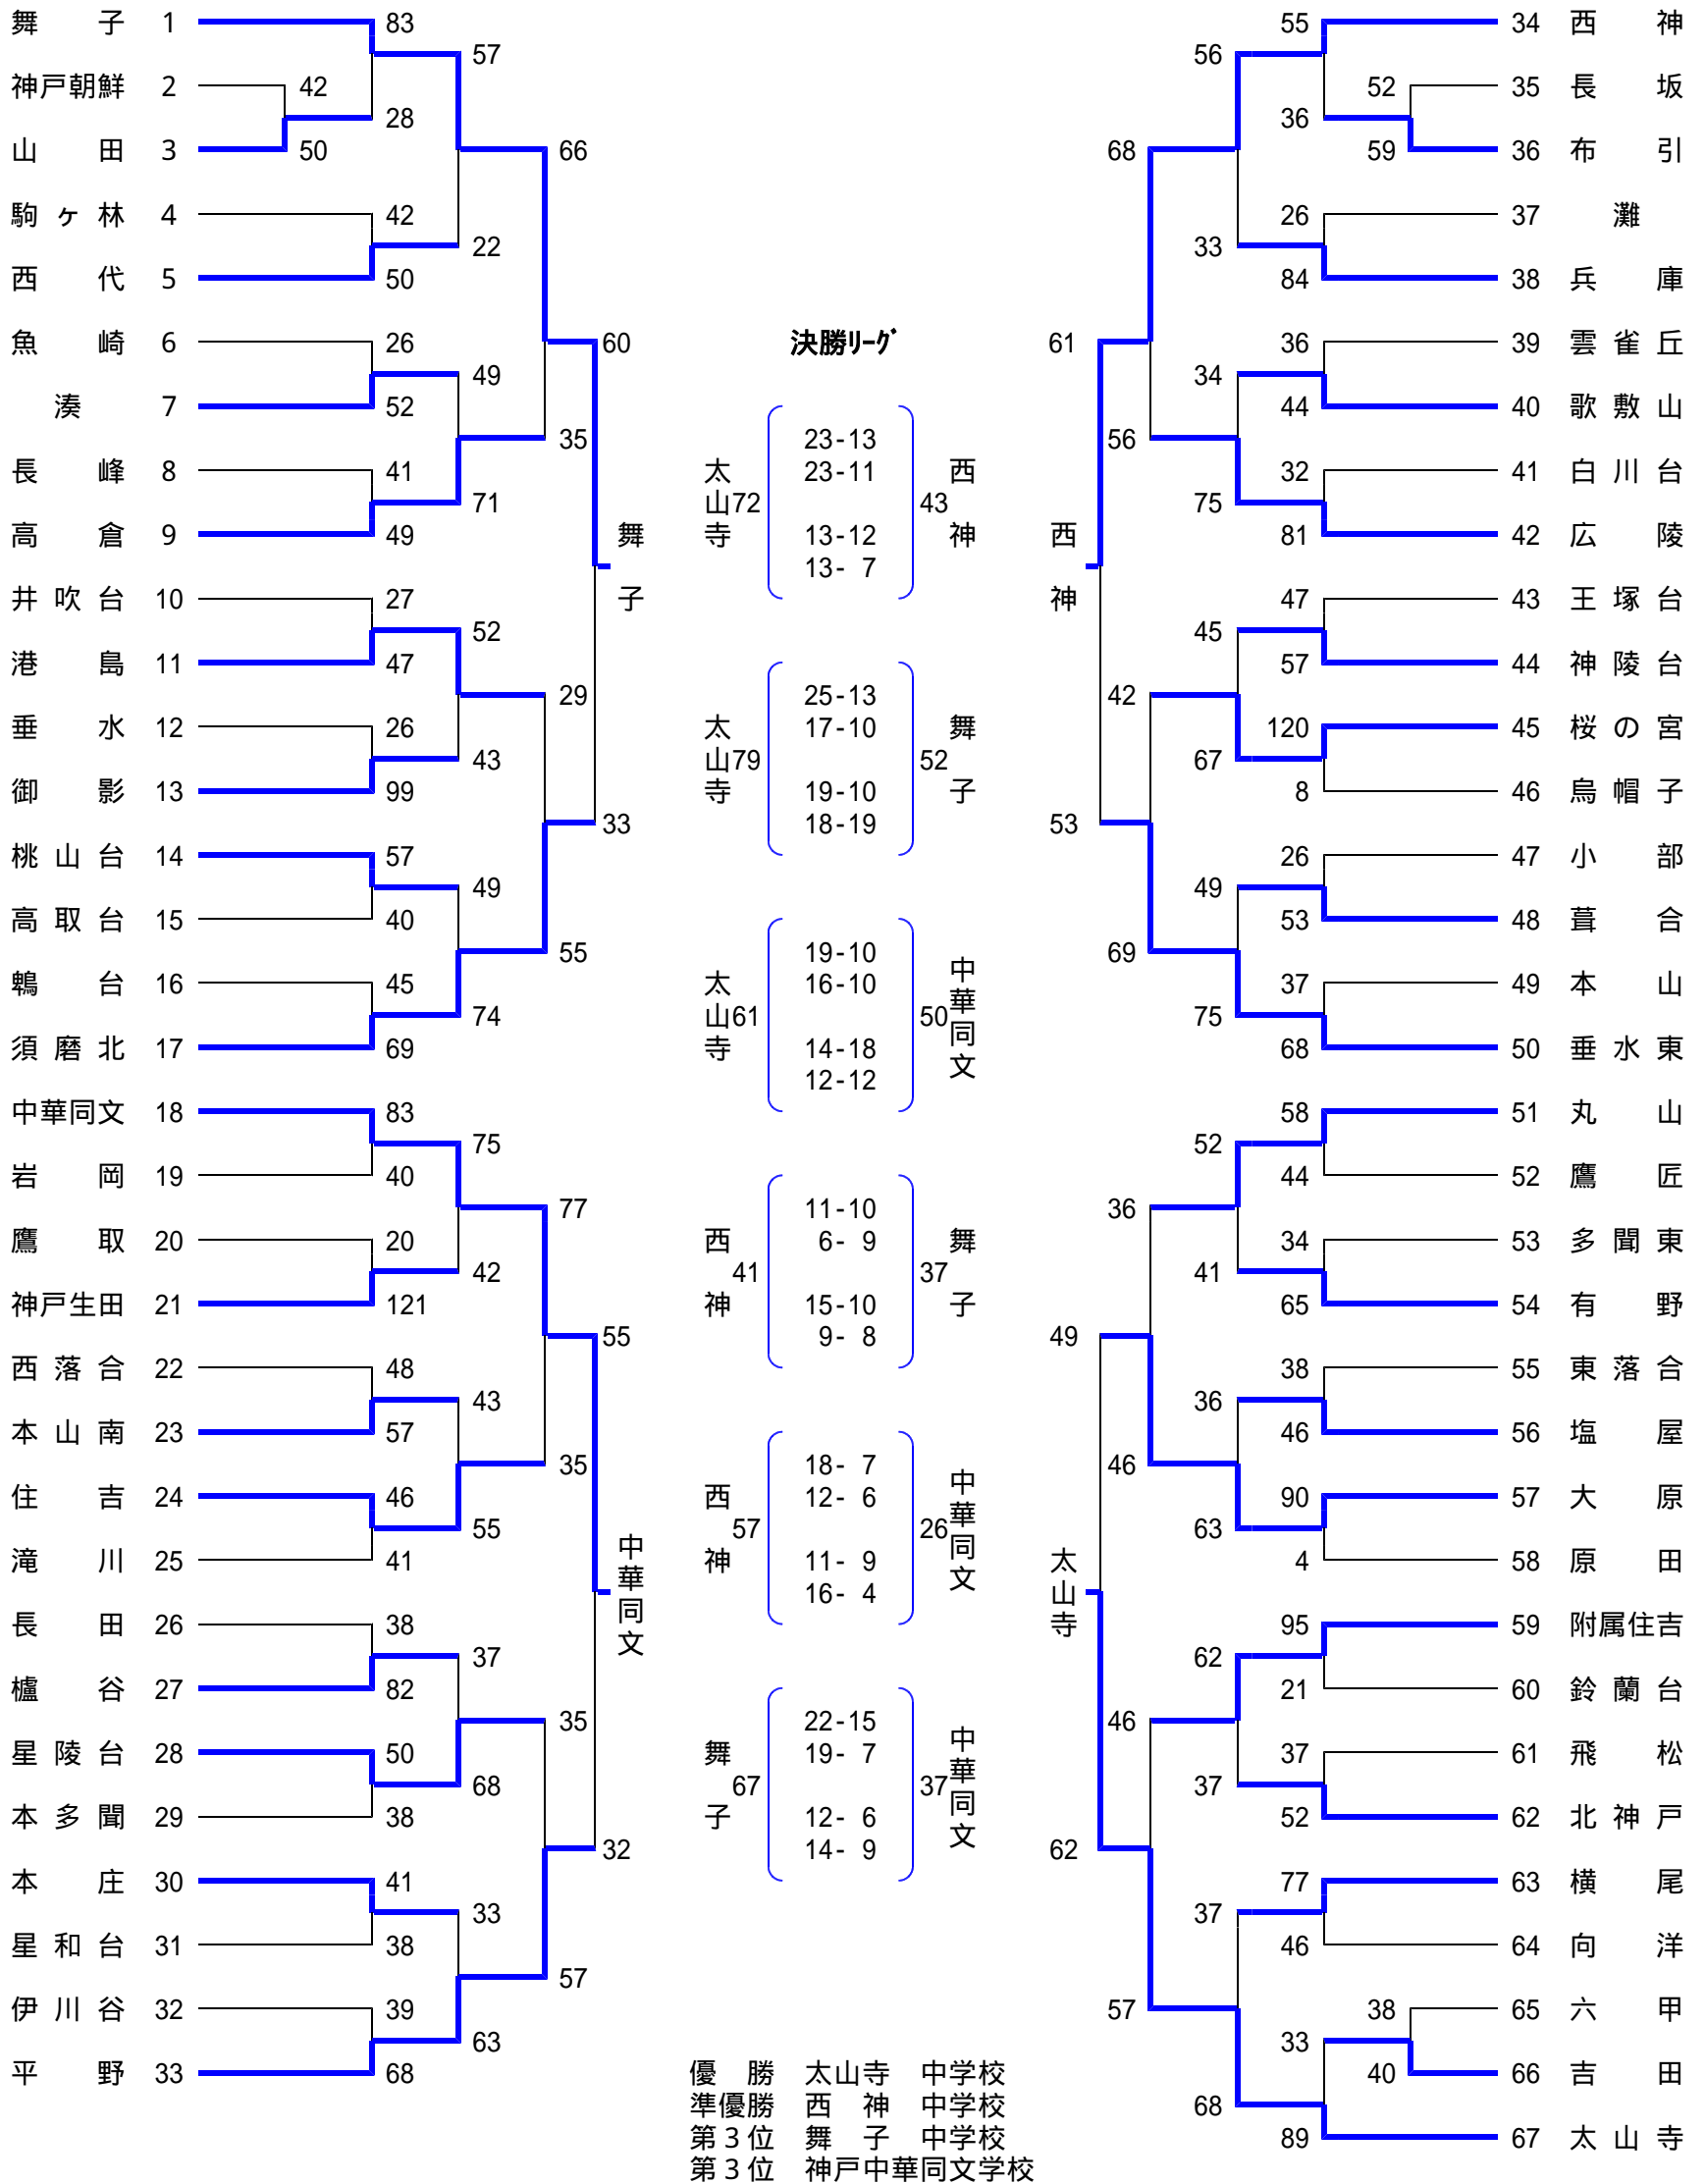 舞子 1 83
57
神戸朝鮮 2 42
28
山田 3 50
66
駒ヶ林 4 42
22
西代 5 50
魚崎 6 26
60
49
湊 7 52
35
長峰 8 41
71
高倉 9 49
舞子
井吹台 10 27
52
港島 11 47
29
垂水 12 26
43
御影 13 99
33
桃山台 14 57
49
高取台 15 40
55
鵯台 16 45
74
須磨北 17 69
中華同文 18 83
75
岩岡 19 40
77
鷹取 20 20
42
神戸生田 21 121
55
西落合 22 48
43
本山南 23 57
35
住吉 24 46
55
滝川 25 41
中華同文
長田 26 38
37
櫨谷 27 82
35
星陵台 28 50
68
本多聞 29 38
32
本庄 30 41
33
星和台 31 38
57
伊川谷 32 39
63
平野 33 68
決勝リーグ
太山寺 72 43 西神
23-13
23-11
13-12
13- 7
太山寺 79 52 舞子
25-13
17-10
19-10
18-19
太山寺 61 50 中華同文
19-10
16-10
14-18
12-12
西神 41 37 舞子
11-10
6- 9
15-10
9- 8
西神 57 26 中華同文
18- 7
12- 6
11- 9
16- 4
舞子 67 37 中華同文
22-15
19- 7
12- 6
14- 9
優勝 太山寺 中学校
準優勝 西神 中学校
第3位 舞子 中学校
第3位 神戸中華同文学校
55 34 西神
56
52 35 長坂
36
59 36 布引
68
26 37 灘
33
84 38 兵庫
61
36 39 雲雀丘
34
44 40 歌敷山
56
32 41 白川台
75
81 42 広陵
西神
47 43 王塚台
45
57 44 神陵台
42
120 45 桜の宮
67
8 46 烏帽子
53
26 47 小部
49
53 48 葺合
69
37 49 本山
75
68 50 垂水東
58 51 丸山
52
44 52 鷹匠
36
34 53 多聞東
41
65 54 有野
49
38 55 東落合
36
46 56 塩屋
46
90 57 大原
63
4 58 原田
太山寺
95 59 附属住吉
62
21 60 鈴蘭台
46
37 61 飛松
37
52 62 北神戸
62
77 63 横尾
37
46 64 向洋
57
38 65 六甲
33
40 66 吉田
68
89 67 太山寺